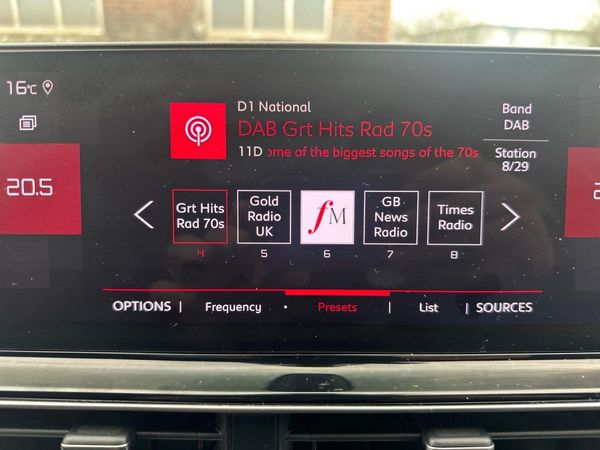 16°C
20.5
D1 National
DAB Grt Hits Rad 70s
11D ome of the biggest songs of the 70s
Band
DAB
Station
8/29
Grt Hits
Rad 70s
4
Gold
Radio
UK
5
fM
6
GB
News
Radio
7
Times
Radio
8
OPTIONS | Frequency · Presets | List | SOURCES
2